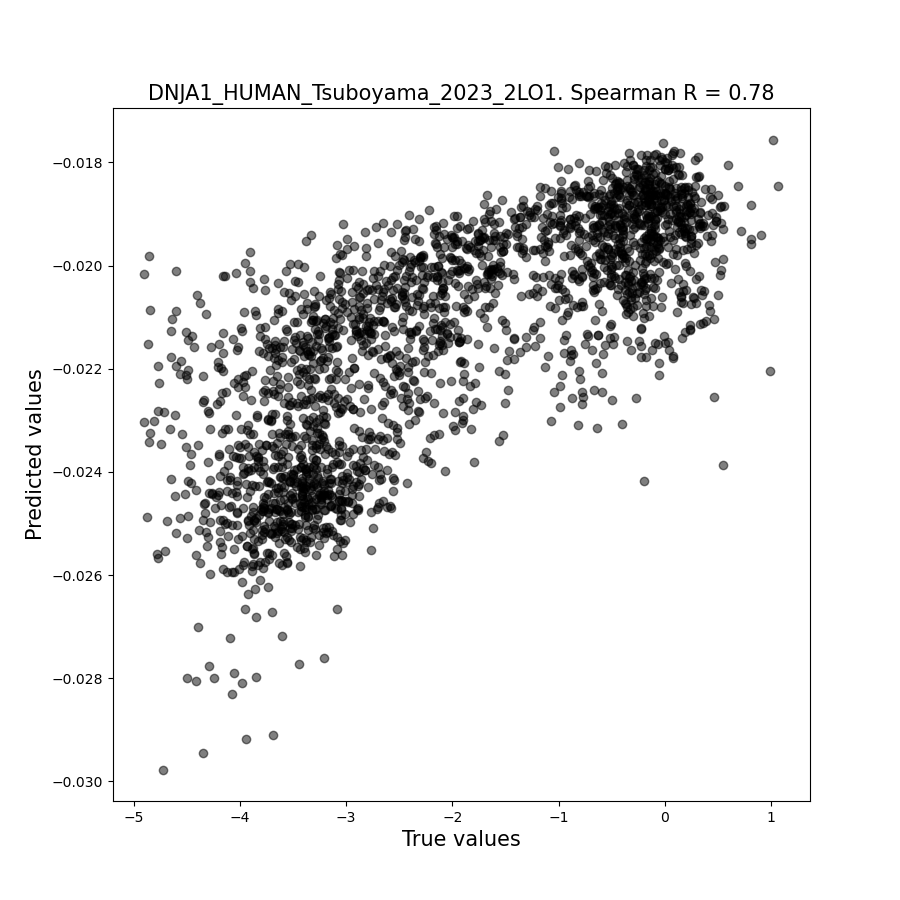 DNJA1_HUMAN_Tsuboyama_2023_2LO1. Spearman R = 0.78
−0.018
−0.020
−0.022
−0.024
−0.026
−0.028
−0.030
Predicted values
−5 −4 −3 −2 −1 0 1
True values